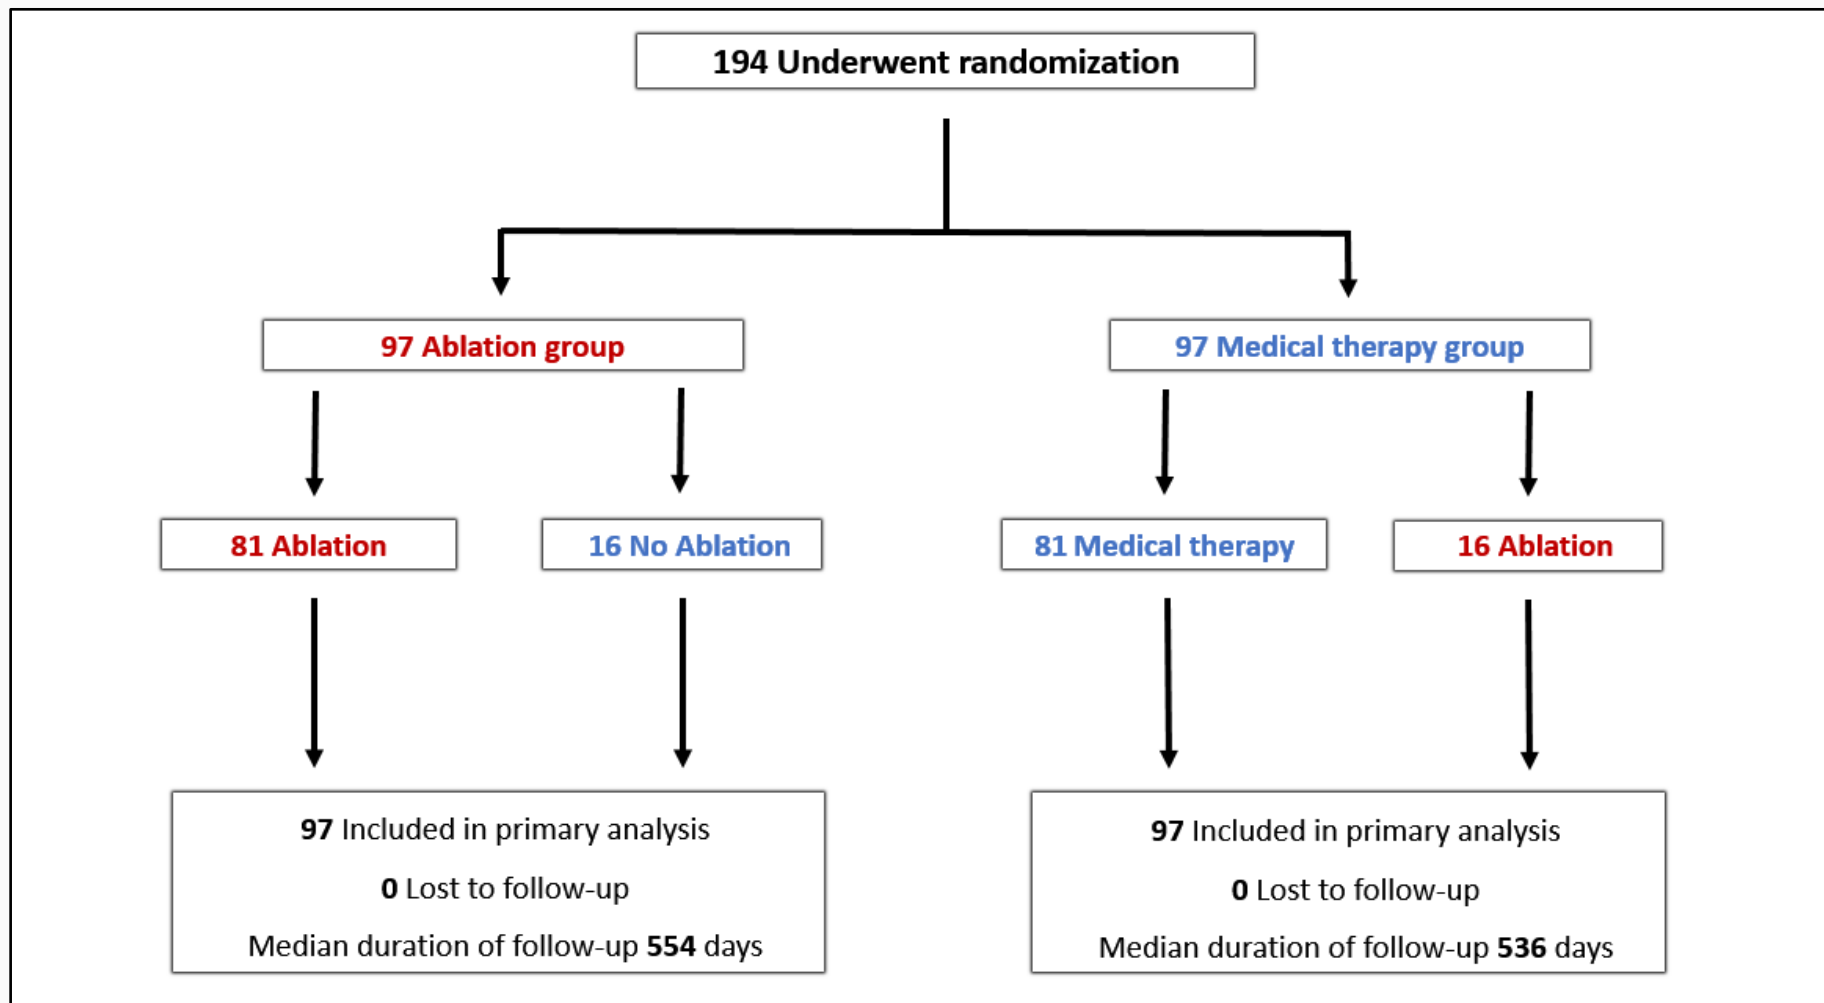 194 Underwent randomization
97 Ablation group
97 Medical therapy group
81 Ablation
16 No Ablation
81 Medical therapy
16 Ablation
97 Included in primary analysis
0 Lost to follow-up
Median duration of follow-up 554 days
97 Included in primary analysis
0 Lost to follow-up
Median duration of follow-up 536 days